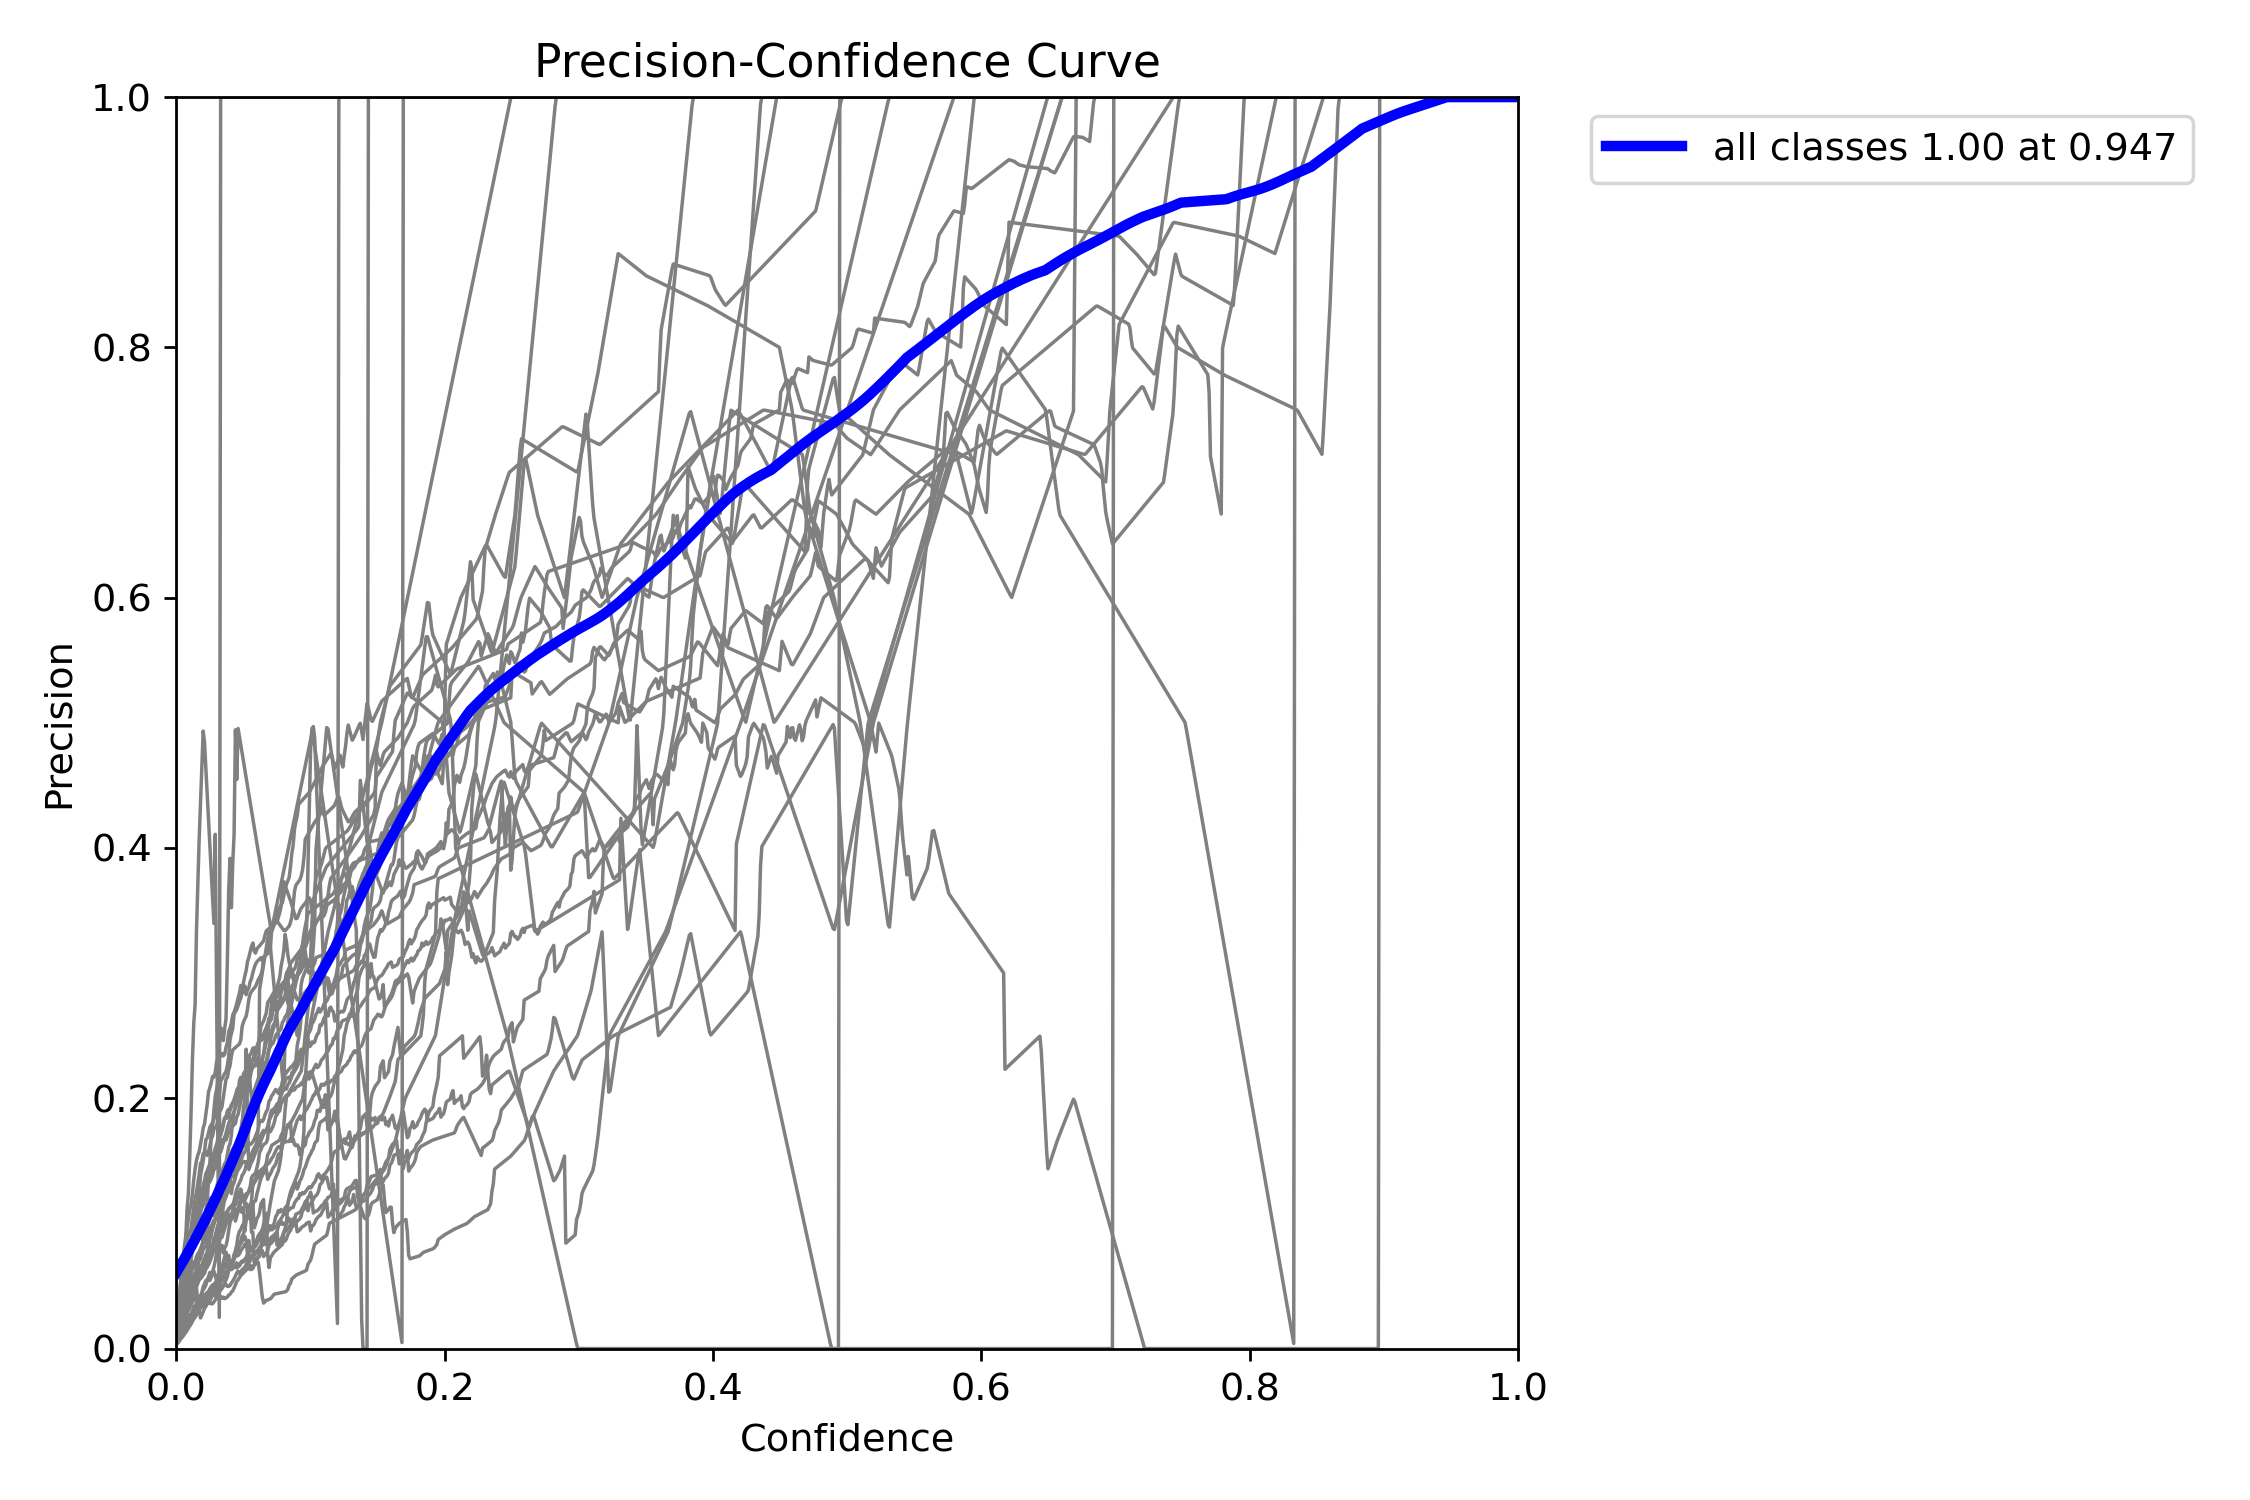 Precision-Confidence Curve
all classes 1.00 at 0.947
Precision
1.0
0.8
0.6
0.4
0.2
0.0
0.0 0.2 0.4 0.6 0.8 1.0
Confidence